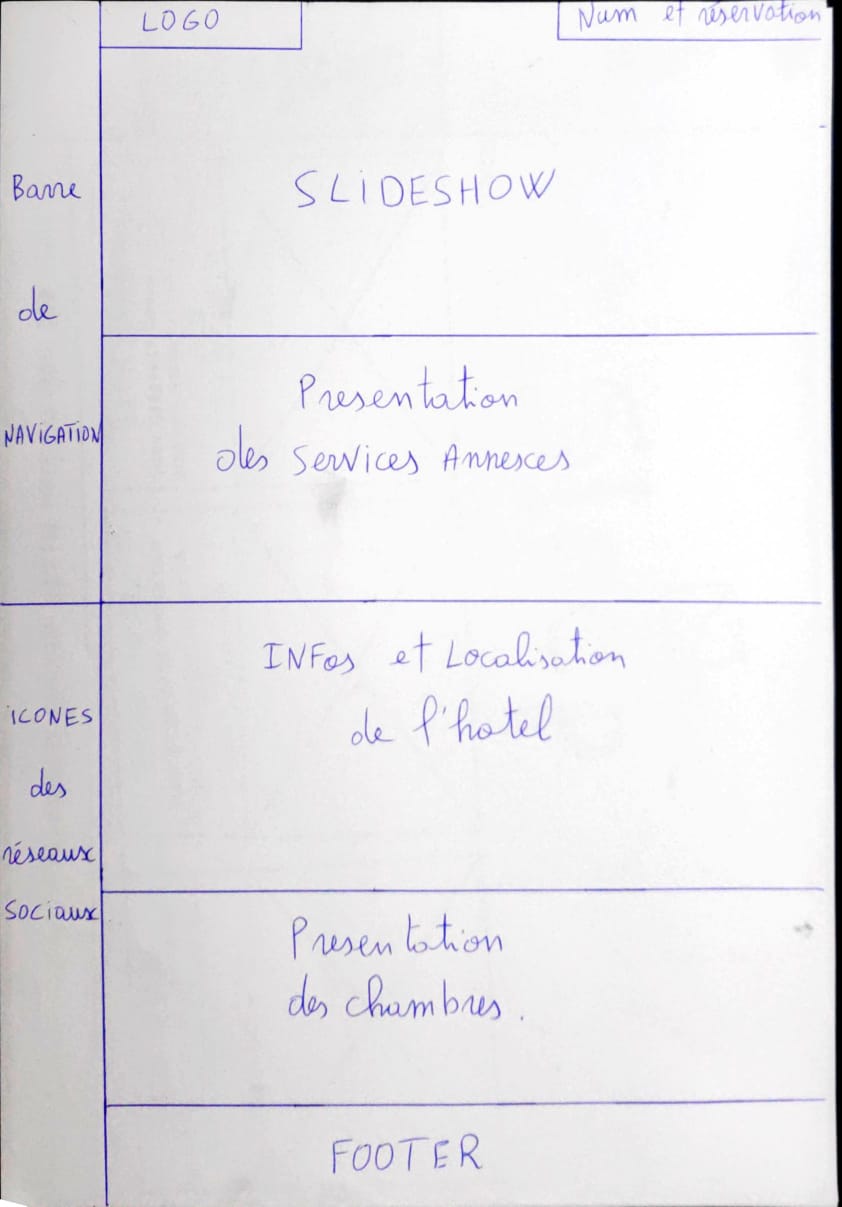 LOGO
Num et réservation
Barre
de
NAVIGATION
SLIDESHOW
Presentation
des Services Annexes
ICONES
des
réseaux
sociaux
INFos et Localisation
de l'hotel
Presentation
des chambres.
FOOTER